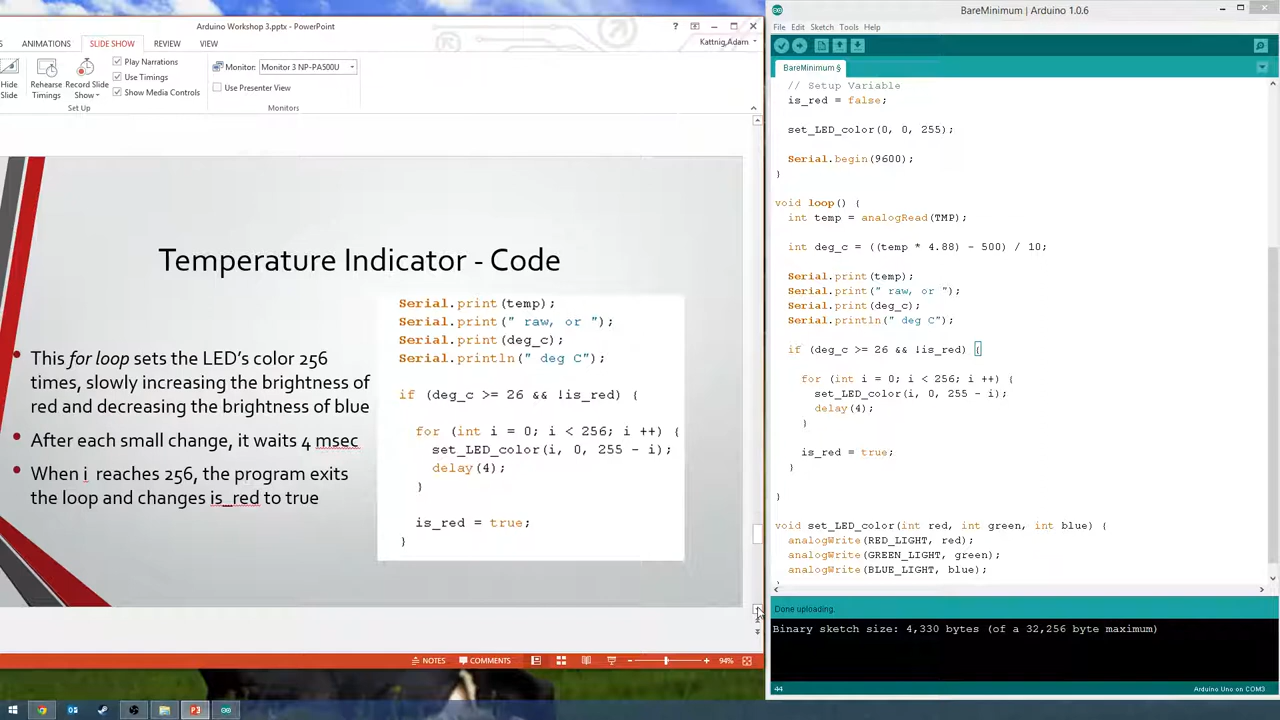 Arduino Workshop 3.pptx - PowerPoint
ANIMATIONS SLIDE SHOW REVIEW VIEW
Kattnig,Adam
Hide
Slide
Rehearse
Timings
Record Slide
Show
Play Narrations
Use Timings
Show Media Controls
Set Up
Monitor: Monitor 3 NP-PA500U
Use Presenter View
Monitors
Temperature Indicator - Code
This for loop sets the LED's color 256
times, slowly increasing the brightness of
red and decreasing the brightness of blue
After each small change, it waits 4 msec
When i reaches 256, the program exits
the loop and changes is_red to true
Serial.print(temp);
Serial.print(" raw, or ");
Serial.print(deg_c);
Serial.println(" deg C");
if (deg_c >= 26 && !is_red) {
for (int i = 0; i < 256; i ++) {
set_LED_color(i, 0, 255 - i);
delay(4);
}
is_red = true;
}
NOTES COMMENTS 94%
BareMinimum | Arduino 1.0.6
File Edit Sketch Tools Help
BareMinimum §
// Setup Variable
is_red = false;
set_LED_color(0, 0, 255);
Serial.begin(9600);
}
void loop() {
int temp = analogRead(TMP);
int deg_c = ((temp * 4.88) - 500) / 10;
Serial.print(temp);
Serial.print(" raw, or ");
Serial.print(deg_c);
Serial.println(" deg C");
if (deg_c >= 26 && !is_red) {
for (int i = 0; i < 256; i ++) {
set_LED_color(i, 0, 255 - i);
delay(4);
}
is_red = true;
}
}
void set_LED_color(int red, int green, int blue) {
analogWrite(RED_LIGHT, red);
analogWrite(GREEN_LIGHT, green);
analogWrite(BLUE_LIGHT, blue);
Done uploading.
Binary sketch size: 4,330 bytes (of a 32,256 byte maximum)
44
Arduino Uno on COM3